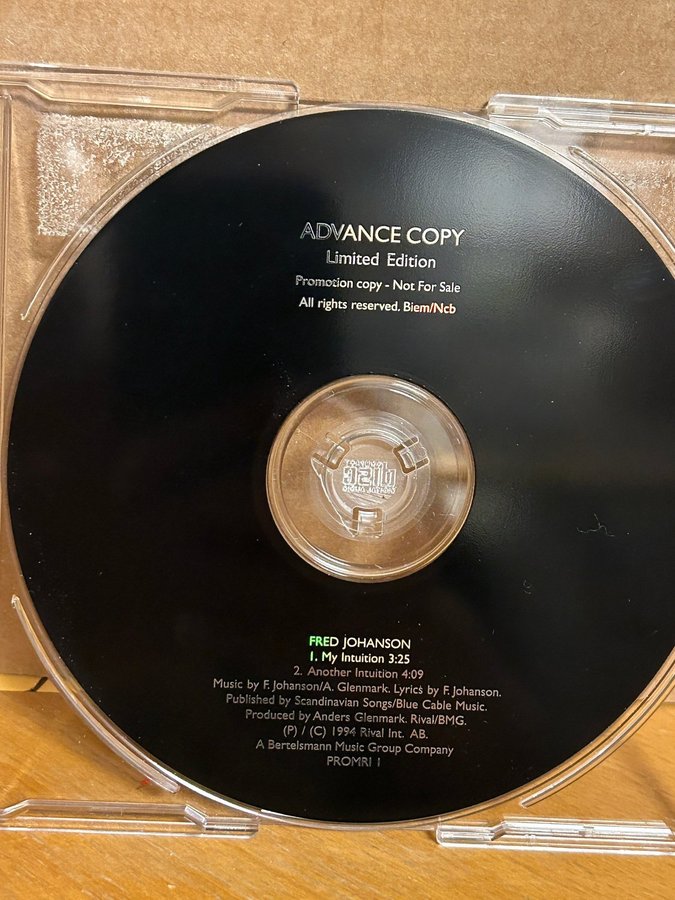 ADVANCE COPY
Limited Edition
Promotion copy - Not For Sale
All rights reserved. Biem/Ncb
FRED JOHANSON
1. My Intuition 3:25
2. Another Intuition 4:09
Music by F. Johanson/A. Glenmark. Lyrics by F. Johanson.
Published by Scandinavian Songs/Blue Cable Music.
Produced by Anders Glenmark. Rival/BMG.
(P) / (C) 1994 Rival Int. AB.
A Bertelsmann Music Group Company
PROMRI 1